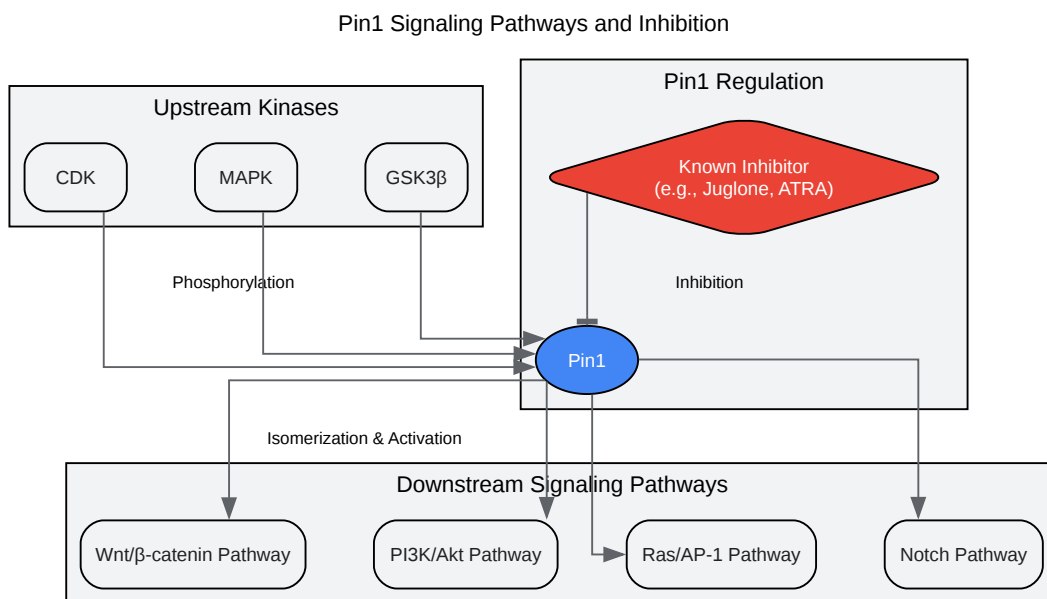 Pin1 Signaling Pathways and Inhibition
Upstream Kinases
CDK
MAPK
GSK3β
Pin1 Regulation
Known Inhibitor
(e.g., Juglone, ATRA)
Phosphorylation
Inhibition
Pin1
Isomerization & Activation
Downstream Signaling Pathways
Wnt/β-catenin Pathway
PI3K/Akt Pathway
Ras/AP-1 Pathway
Notch Pathway